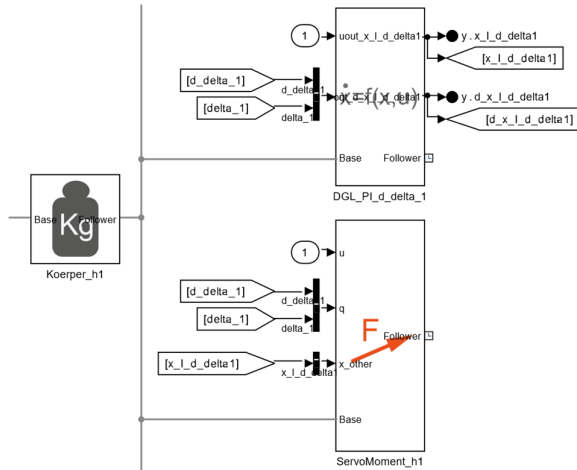 1
uout_x_I_d_delta1
y.x_I_d_delta1
[x_I_d_delta1]
[d_delta_1]
d_delta_1
[delta_1]
delta_1
ẋ=f(x,u)
y.d_x_I_d_delta1
[d_x_I_d_delta1]
Base
Follower
DGL_PI_d_delta_1
Base
Kg
Follower
Koerper_h1
1
u
[d_delta_1]
d_delta_1
q
[delta_1]
delta_1
F
Follower
[x_I_d_delta1]
x_I_d_delta1
x_other
Base
ServoMoment_h1